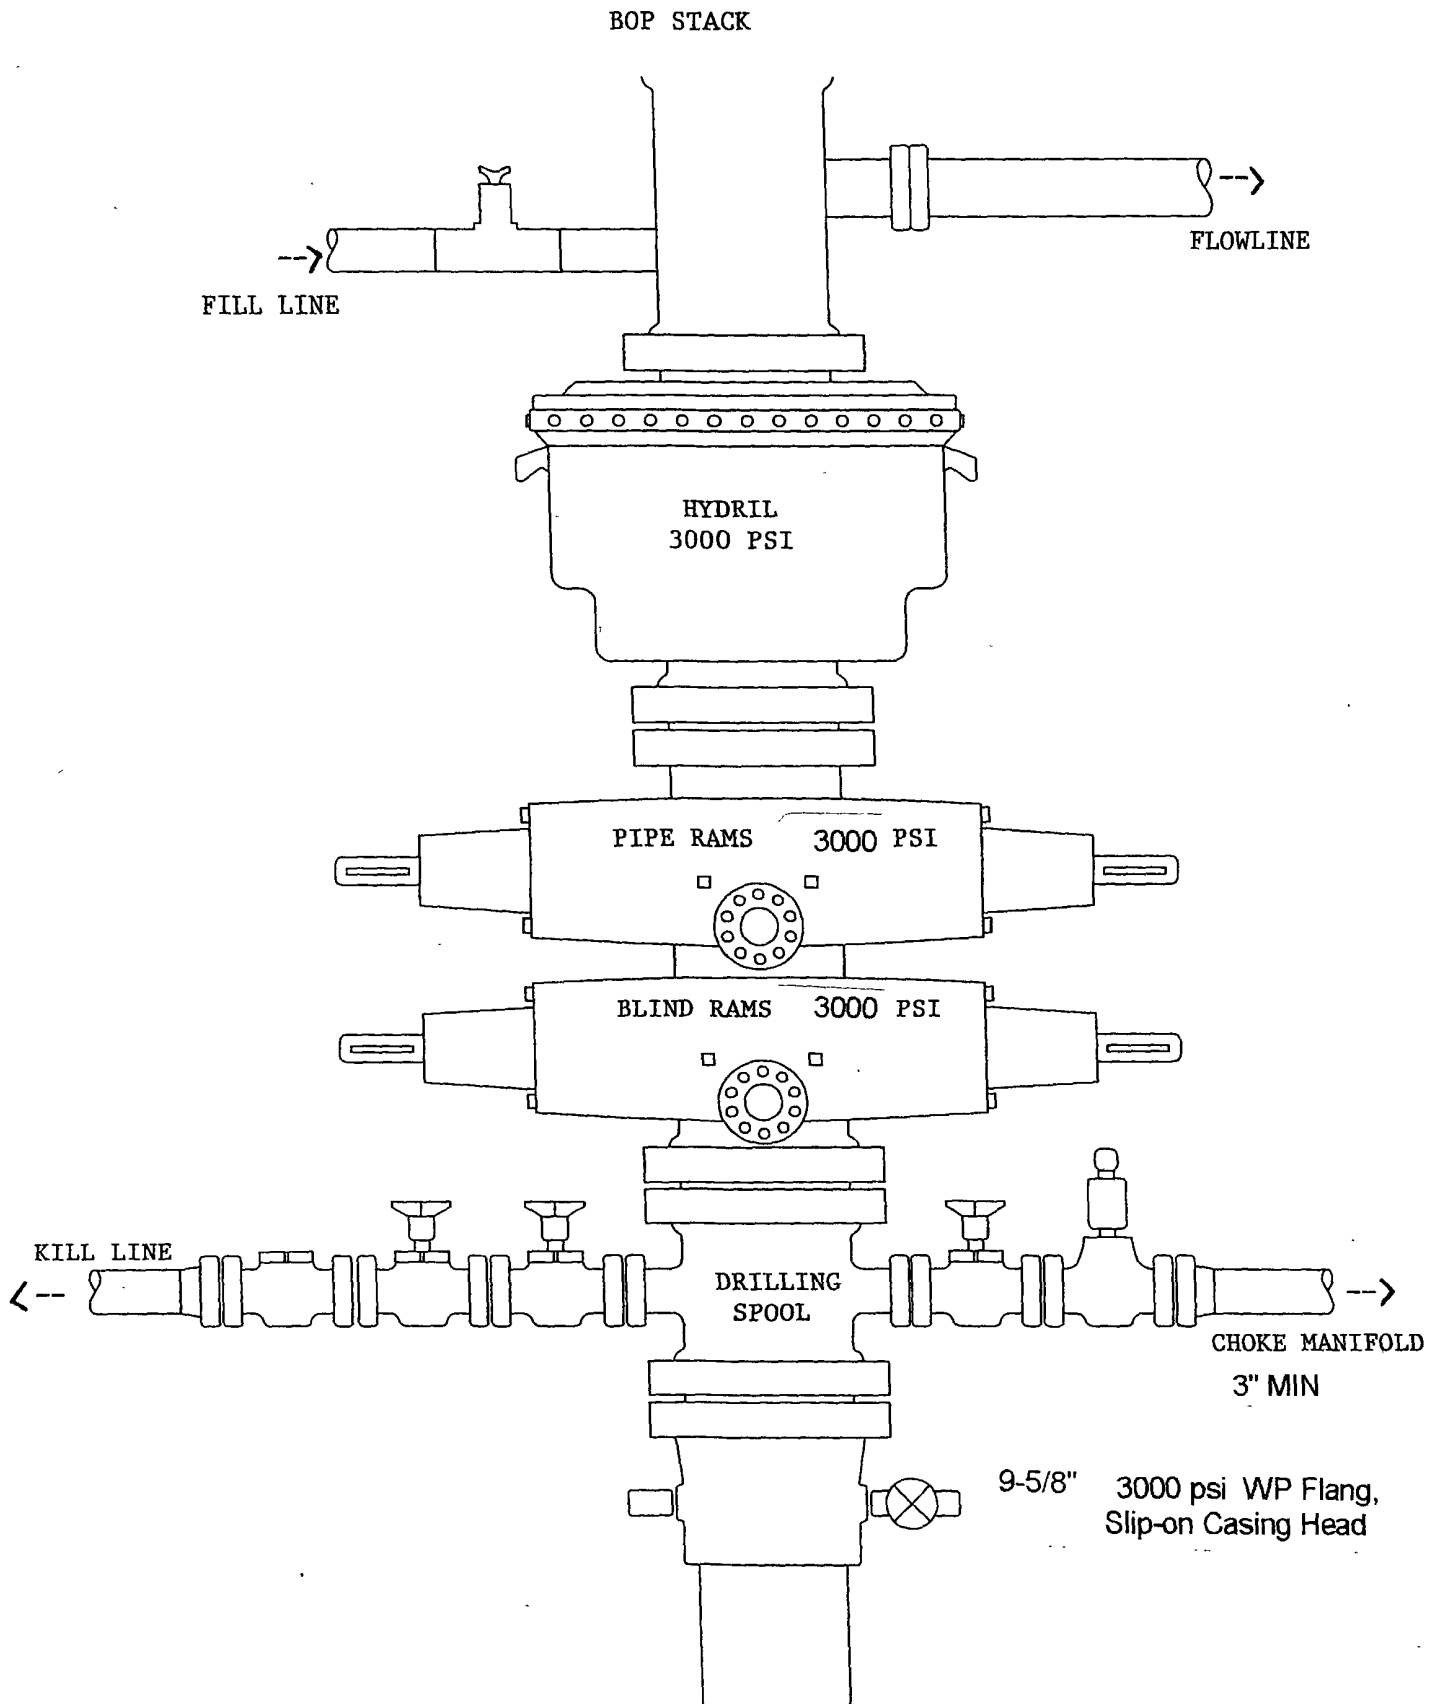 BOP STACK
FLOWLINE
FILL LINE
HYDRIL
3000 PSI
PIPE RAMS 3000 PSI
BLIND RAMS 3000 PSI
KILL LINE
DRILLING
SPOOL
CHOKE MANIFOLD
3" MIN
9-5/8" 3000 psi WP Flang,
Slip-on Casing Head